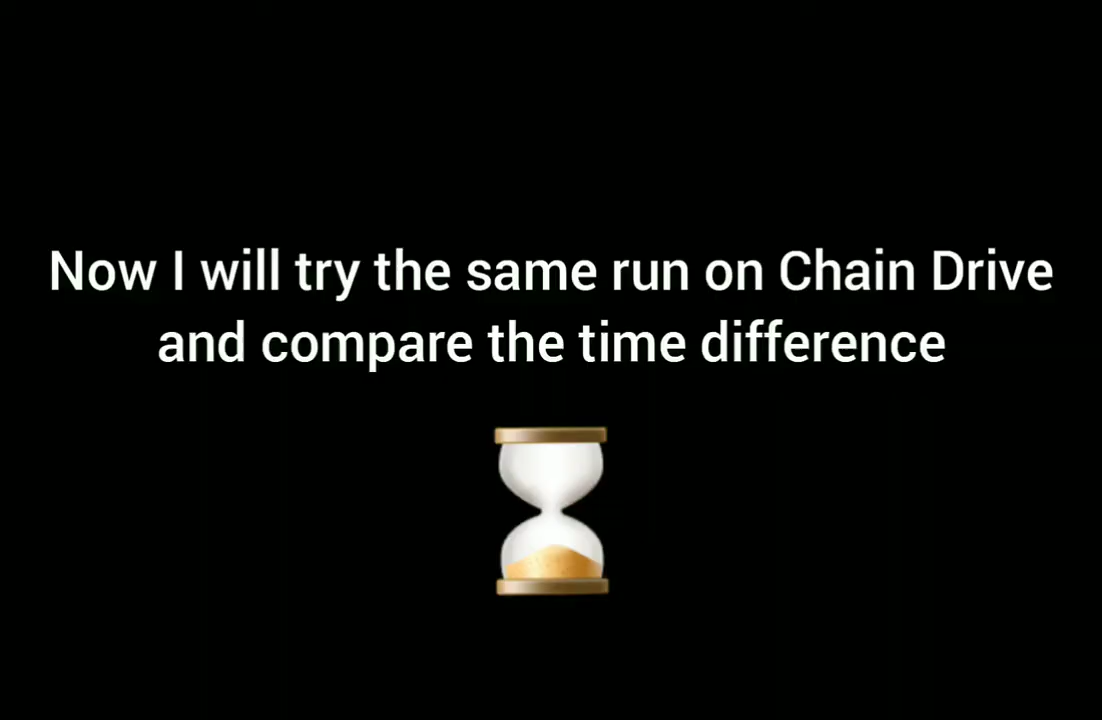 Now I will try the same run on Chain Drive
and compare the time difference